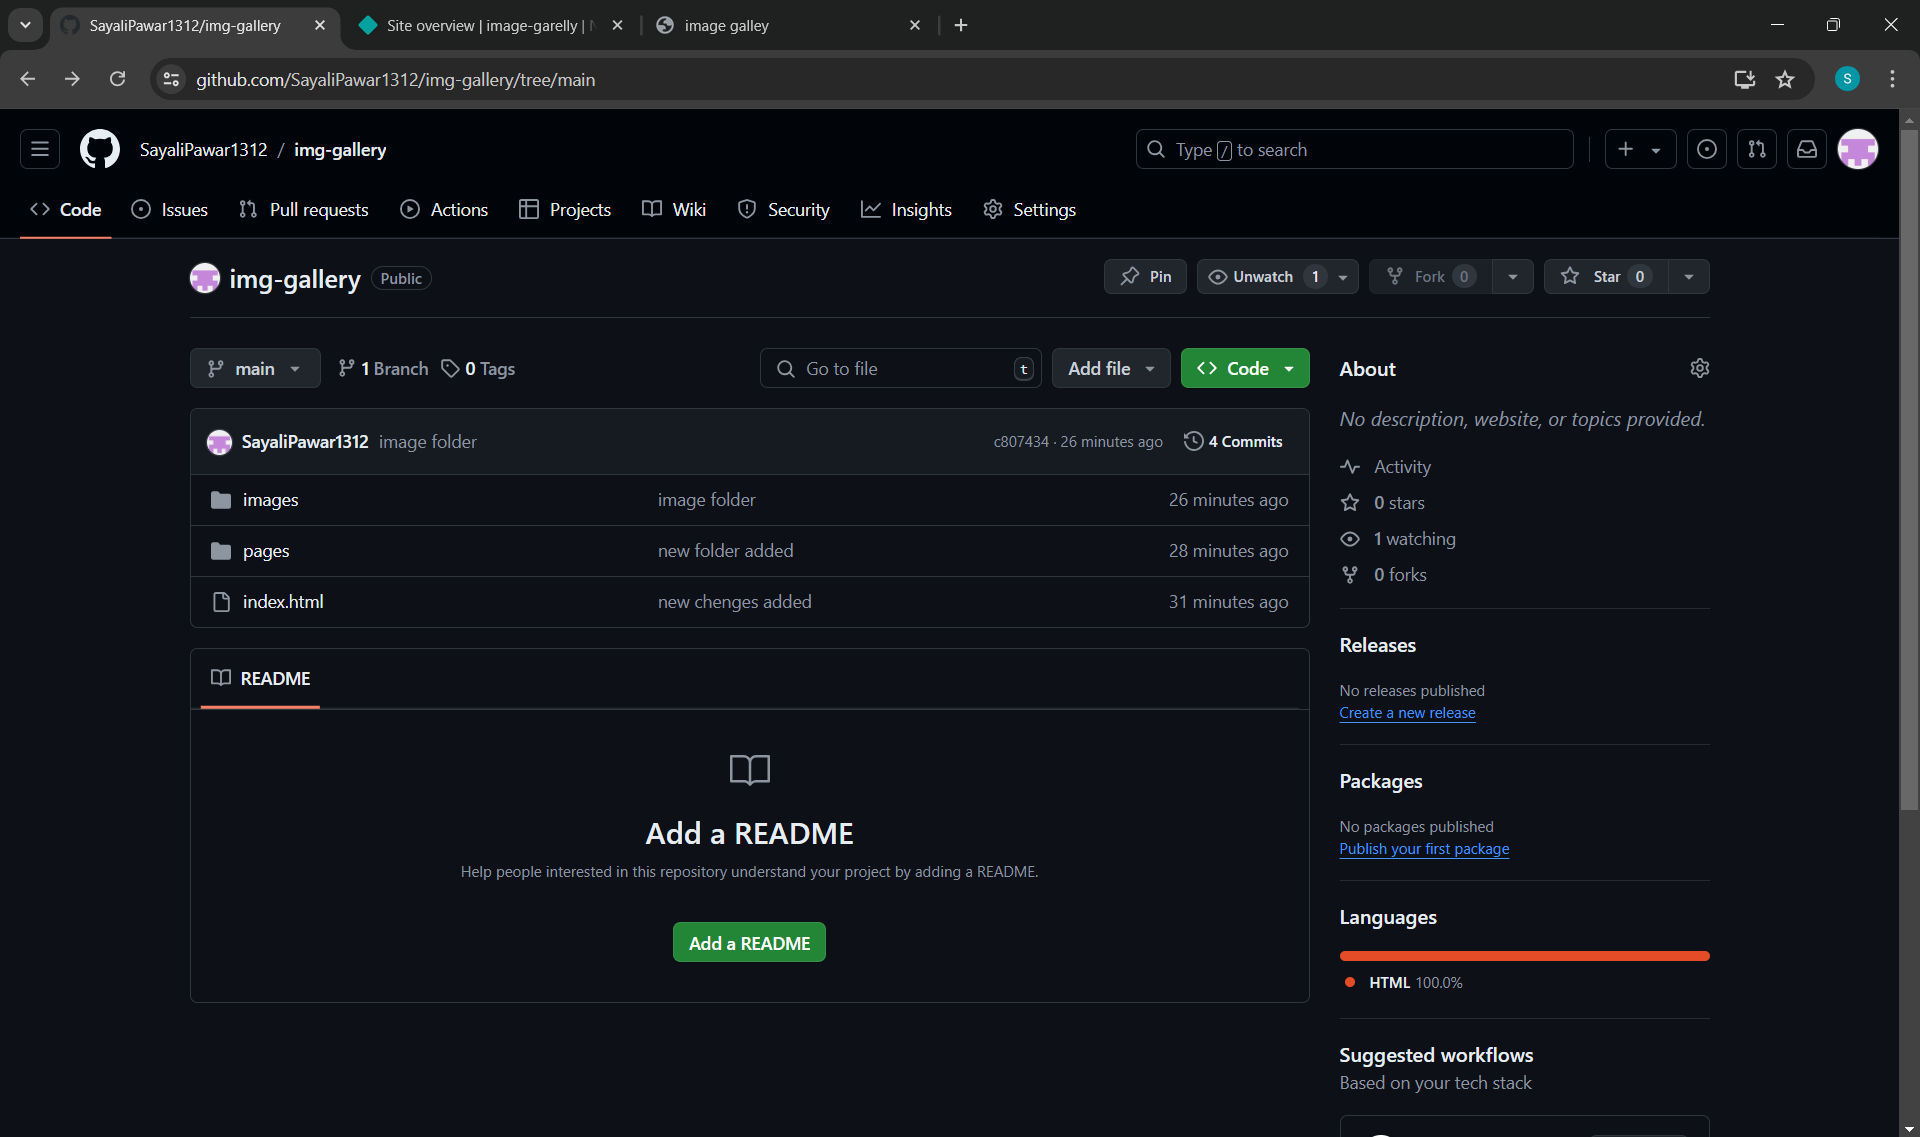 SayaliPawar1312/img-gallery
Site overview | image-garelly |
image galley
github.com/SayaliPawar1312/img-gallery/tree/main
S
SayaliPawar1312 / img-gallery
Type / to search
Code
Issues
Pull requests
Actions
Projects
Wiki
Security
Insights
Settings
img-gallery Public
Pin
Unwatch 1
Fork 0
Star 0
main
1 Branch
0 Tags
Go to file t
Add file
Code
SayaliPawar1312 image folder
c807434 · 26 minutes ago
4 Commits
images image folder 26 minutes ago
pages new folder added 28 minutes ago
index.html new chenges added 31 minutes ago
README
Add a README
Help people interested in this repository understand your project by adding a README.
Add a README
About
No description, website, or topics provided.
Activity
0 stars
1 watching
0 forks
Releases
No releases published
Create a new release
Packages
No packages published
Publish your first package
Languages
HTML 100.0%
Suggested workflows
Based on your tech stack